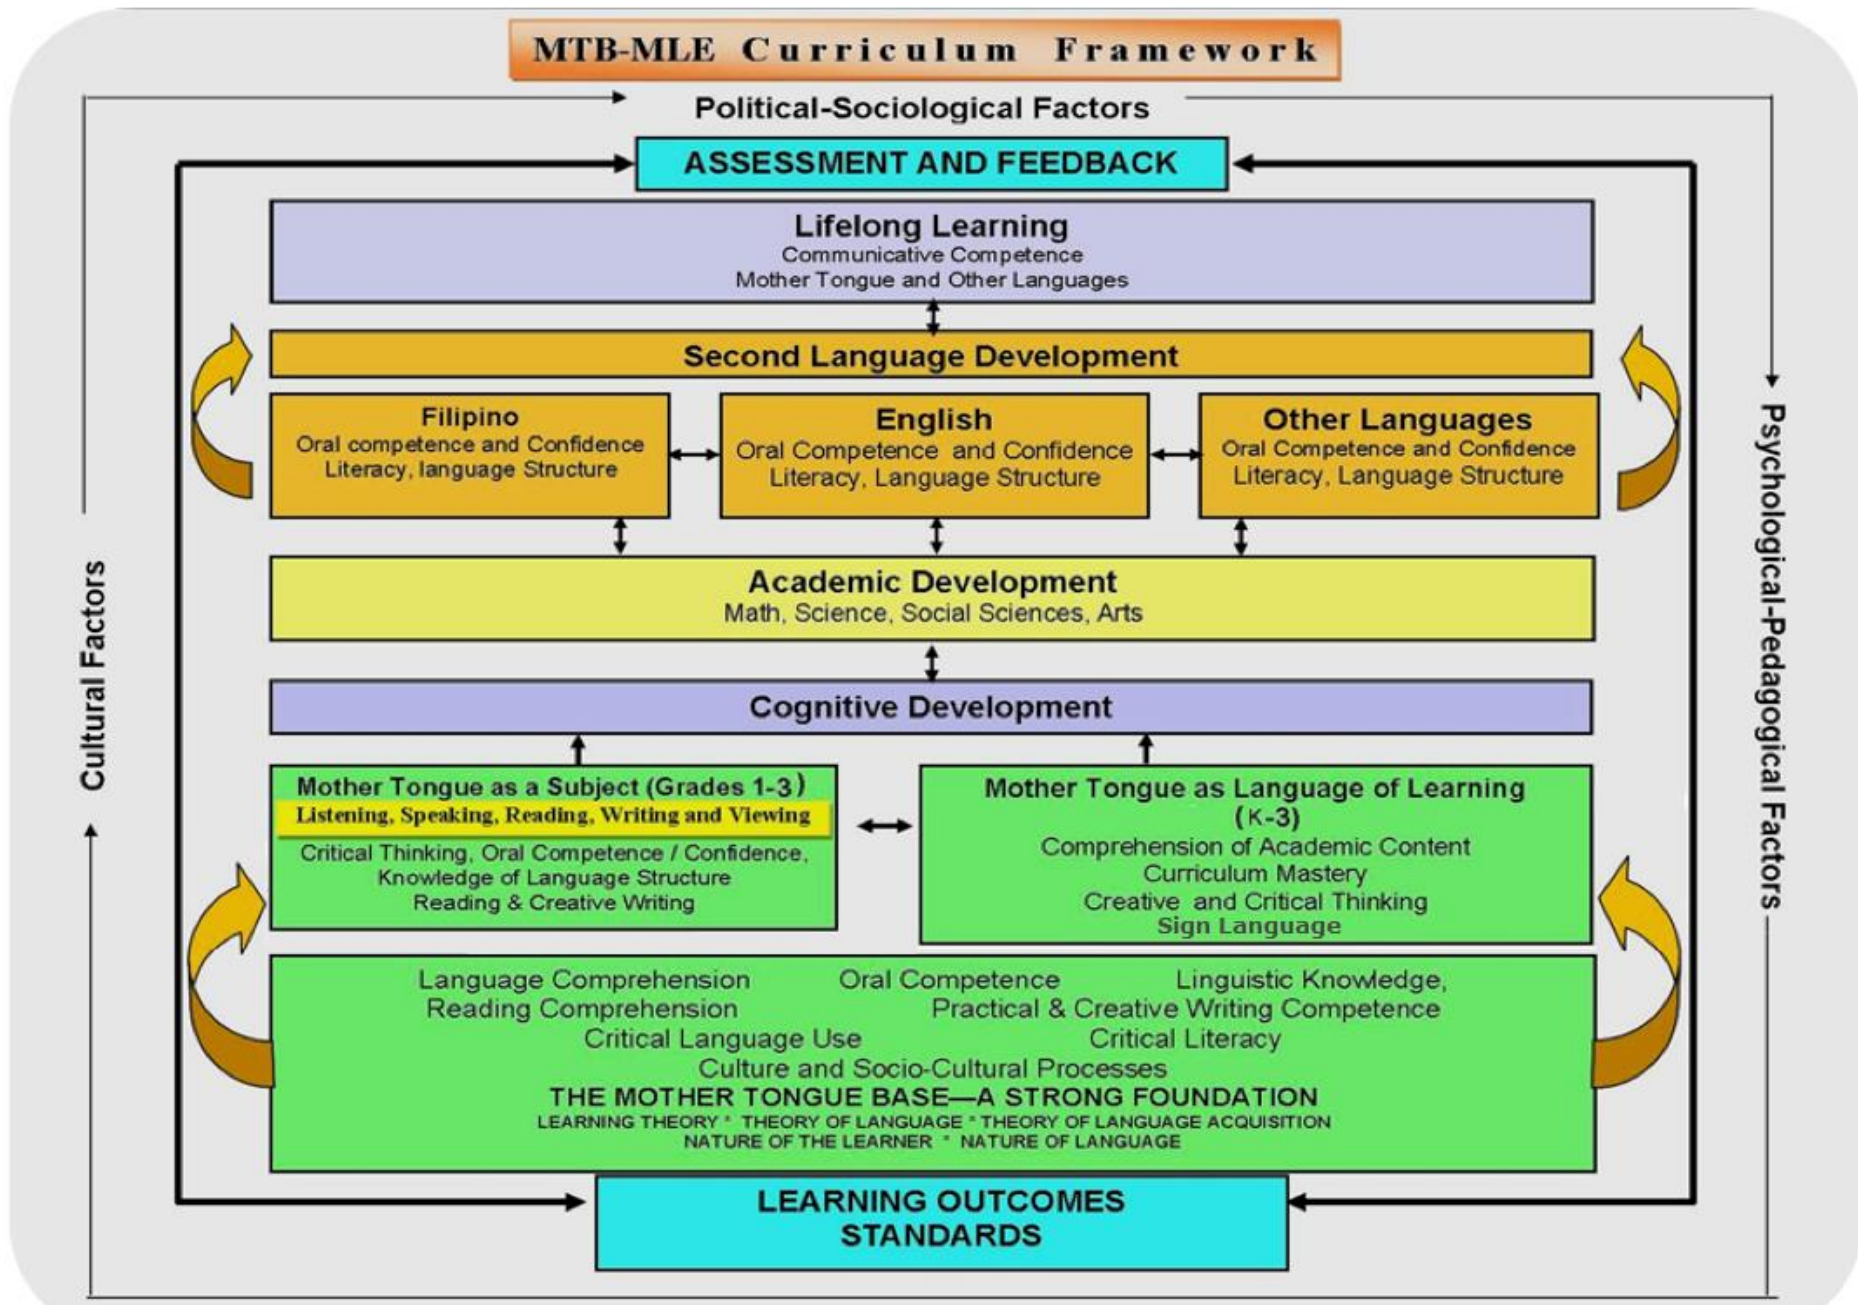 MTB-MLE Curriculum Framework
Political-Sociological Factors
ASSESSMENT AND FEEDBACK
Lifelong Learning
Communicative Competence
Mother Tongue and Other Languages
Second Language Development
Filipino
Oral competence and Confidence
Literacy, language Structure
English
Oral Competence and Confidence
Literacy, Language Structure
Other Languages
Oral Competence and Confidence
Literacy, Language Structure
Academic Development
Math, Science, Social Sciences, Arts
Cognitive Development
Mother Tongue as a Subject (Grades 1-3)
Listening, Speaking, Reading, Writing and Viewing
Critical Thinking, Oral Competence / Confidence,
Knowledge of Language Structure
Reading & Creative Writing
Mother Tongue as Language of Learning
(K-3)
Comprehension of Academic Content
Curriculum Mastery
Creative and Critical Thinking
Sign Language
Language Comprehension Oral Competence Linguistic Knowledge,
Reading Comprehension Practical & Creative Writing Competence
Critical Language Use Critical Literacy
Culture and Socio-Cultural Processes
THE MOTHER TONGUE BASE—A STRONG FOUNDATION
LEARNING THEORY * THEORY OF LANGUAGE * THEORY OF LANGUAGE ACQUISITION
NATURE OF THE LEARNER * NATURE OF LANGUAGE
LEARNING OUTCOMES
STANDARDS
Cultural Factors
Psychological-Pedagogical Factors